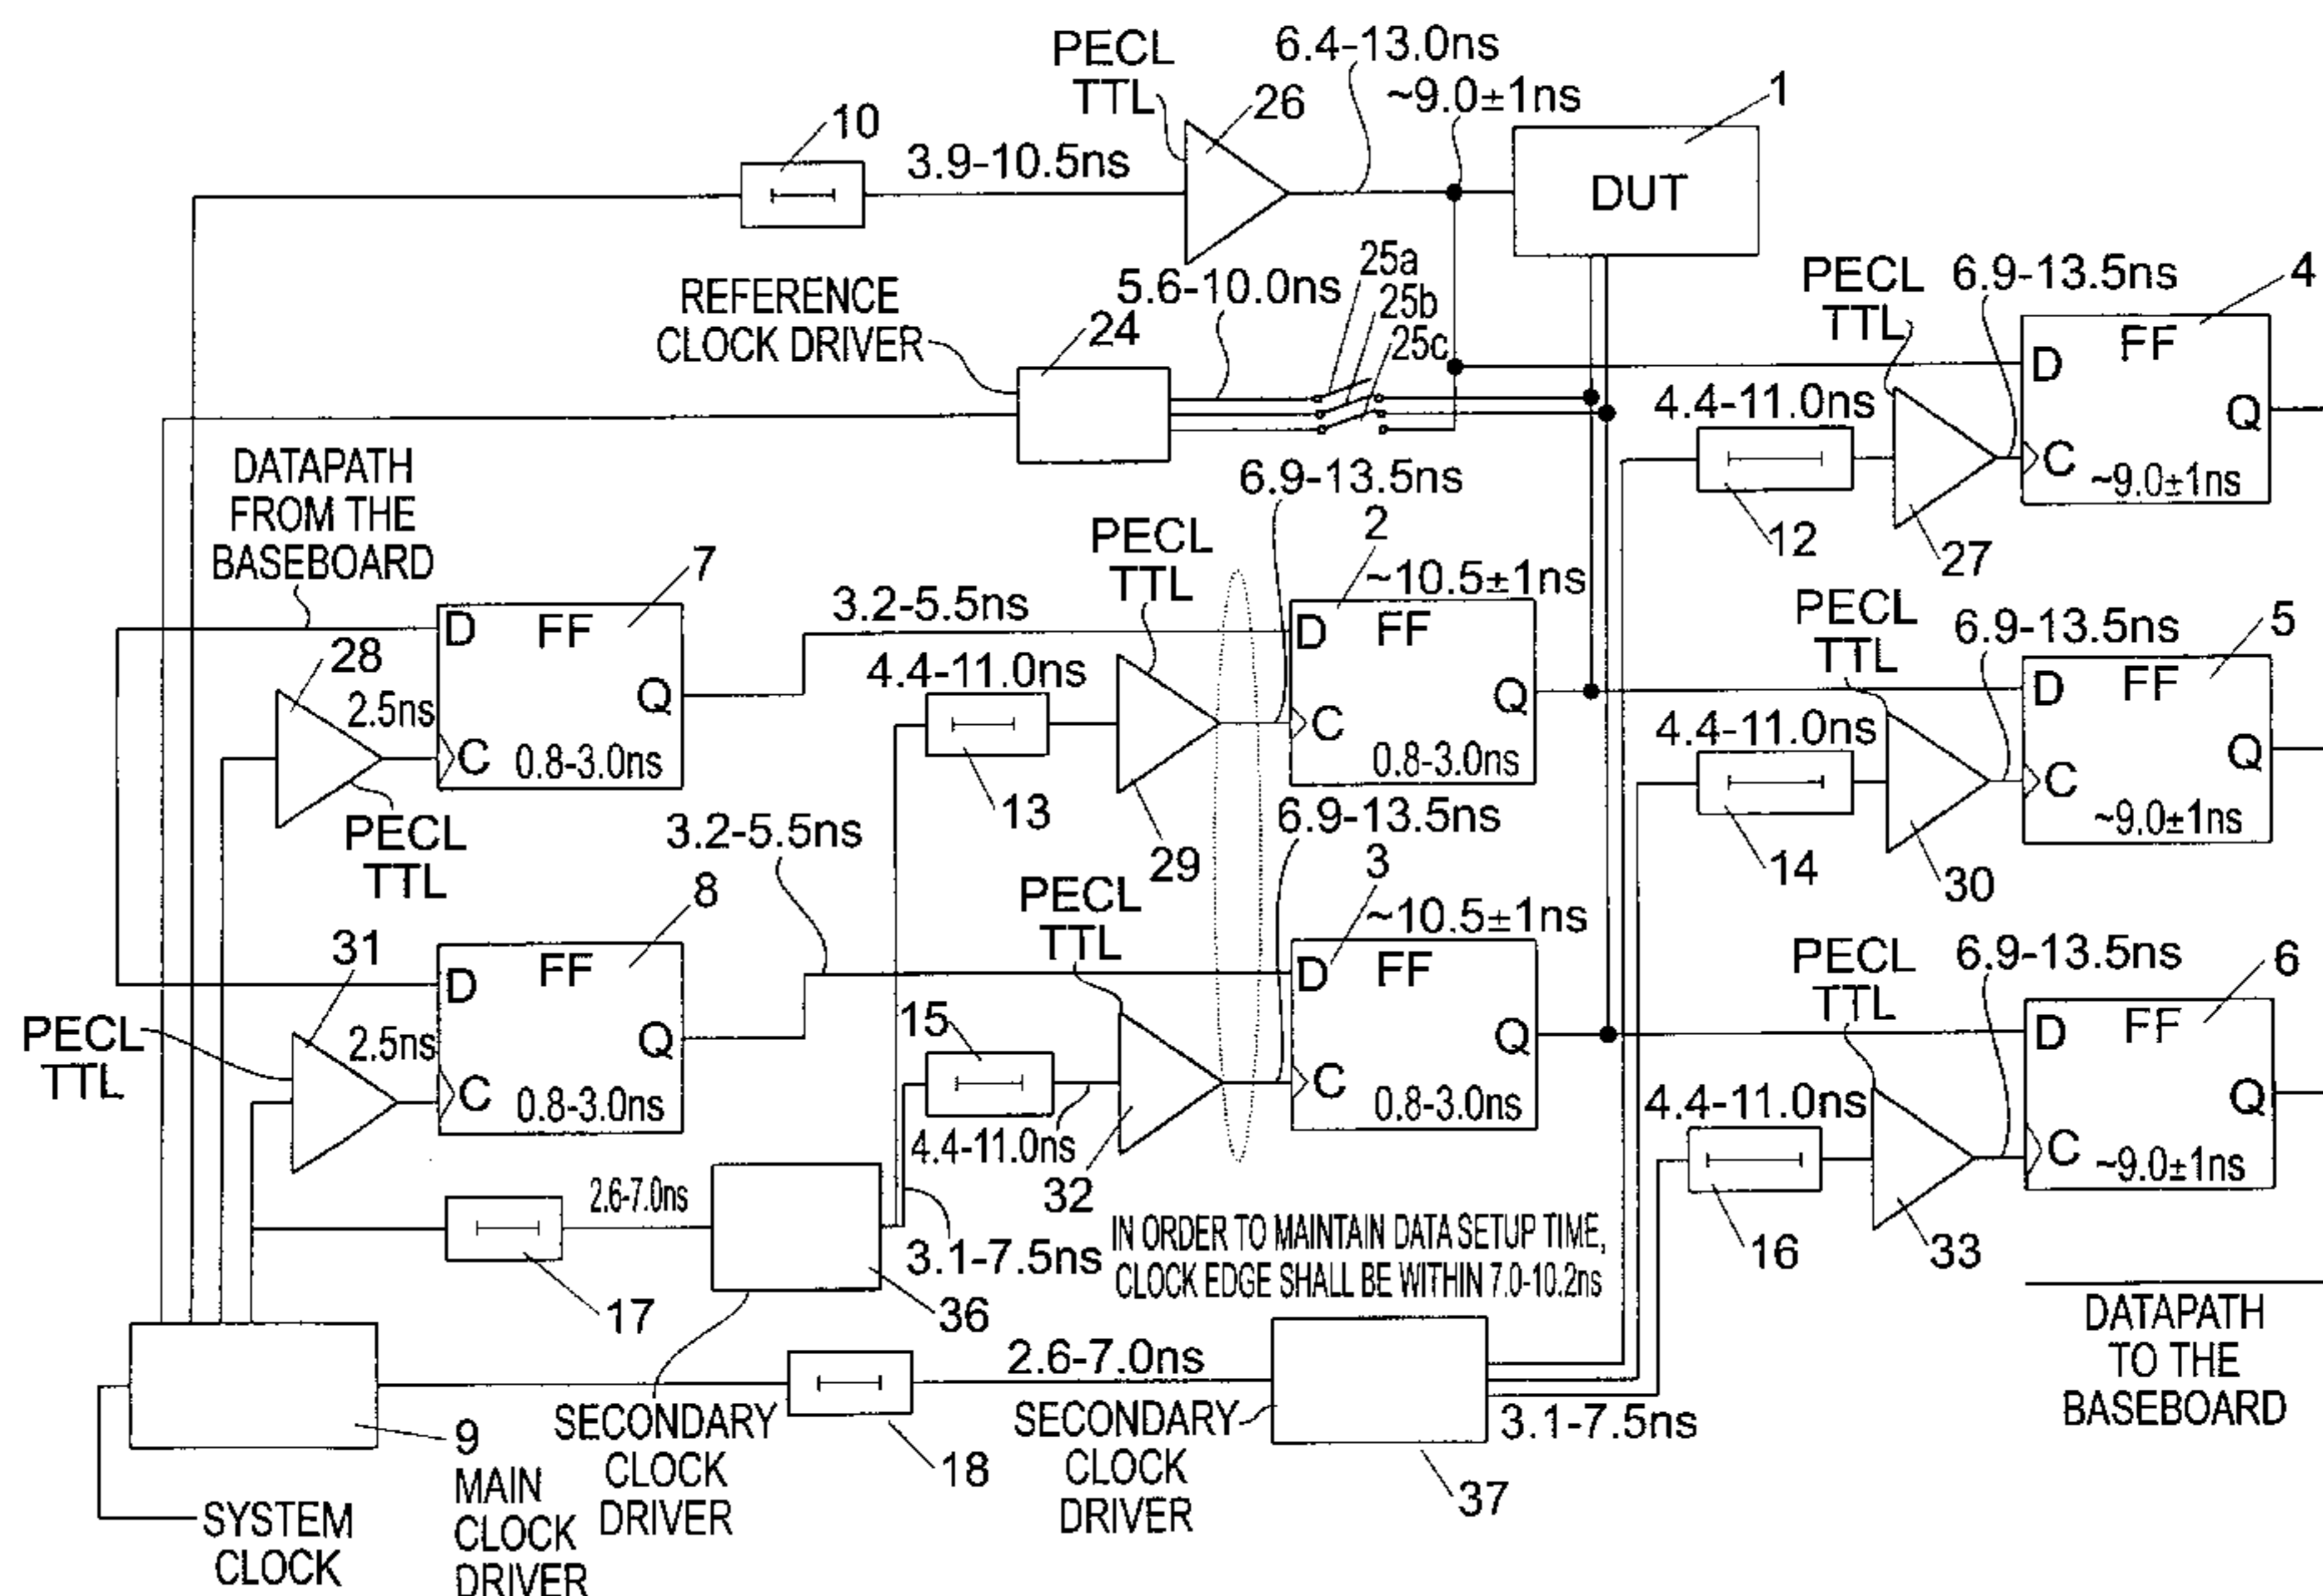 PECL
TTL
26
6.4-13.0ns
~9.0±1ns
1
10
3.9-10.5ns
DUT
REFERENCE
CLOCK DRIVER
24
5.6-10.0ns
25a
25b
25c
PECL
TTL
6.9-13.5ns
4
D
FF
Q
C
~9.0±1ns
4.4-11.0ns
12
27
DATAPATH
FROM THE
BASEBOARD
7
D
FF
Q
C
0.8-3.0ns
28
2.5ns
PECL
TTL
3.2-5.5ns
4.4-11.0ns
13
PECL
TTL
29
6.9-13.5ns
2
~10.5±1ns
D
FF
Q
C
0.8-3.0ns
PECL
TTL
6.9-13.5ns
5
D
FF
Q
C
~9.0±1ns
4.4-11.0ns
14
30
3.2-5.5ns
8
D
FF
Q
C
0.8-3.0ns
31
2.5ns
PECL
TTL
15
4.4-11.0ns
PECL
TTL
32
6.9-13.5ns
3
~10.5±1ns
D
FF
Q
C
0.8-3.0ns
PECL
TTL
6.9-13.5ns
6
D
FF
Q
C
~9.0±1ns
4.4-11.0ns
16
33
2.6-7.0ns
17
36
3.1-7.5ns
IN ORDER TO MAINTAIN DATA SETUP TIME,
CLOCK EDGE SHALL BE WITHIN 7.0-10.2ns
DATAPATH
TO THE
BASEBOARD
9
MAIN
CLOCK
DRIVER
SYSTEM
CLOCK
SECONDARY
CLOCK
DRIVER
18
2.6-7.0ns
SECONDARY
CLOCK
DRIVER
37
3.1-7.5ns